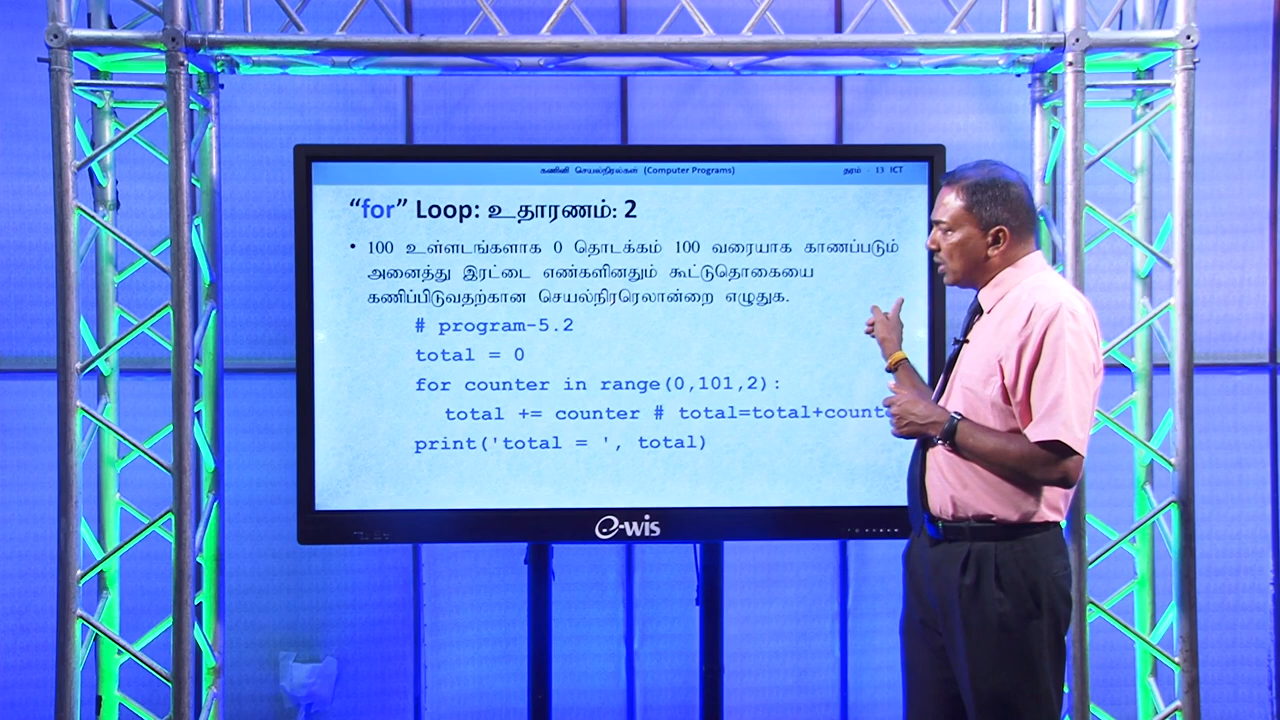 கணினி செயல்நிரல்கள் (Computer Programs) தரம் - 13 ICT
“for” Loop: உதாரணம்: 2
• 100 உள்ளடங்களாக 0 தொடக்கம் 100 வரையாக காணப்படும்
அனைத்து இரட்டை எண்களினதும் கூட்டுதொகையை
கணிப்பிடுவதற்கான செயல்நிரரெலான்றை எழுதுக.
# program-5.2
total = 0
for counter in range(0,101,2):
total += counter # total=total+count
print('total = ', total)
e-wis